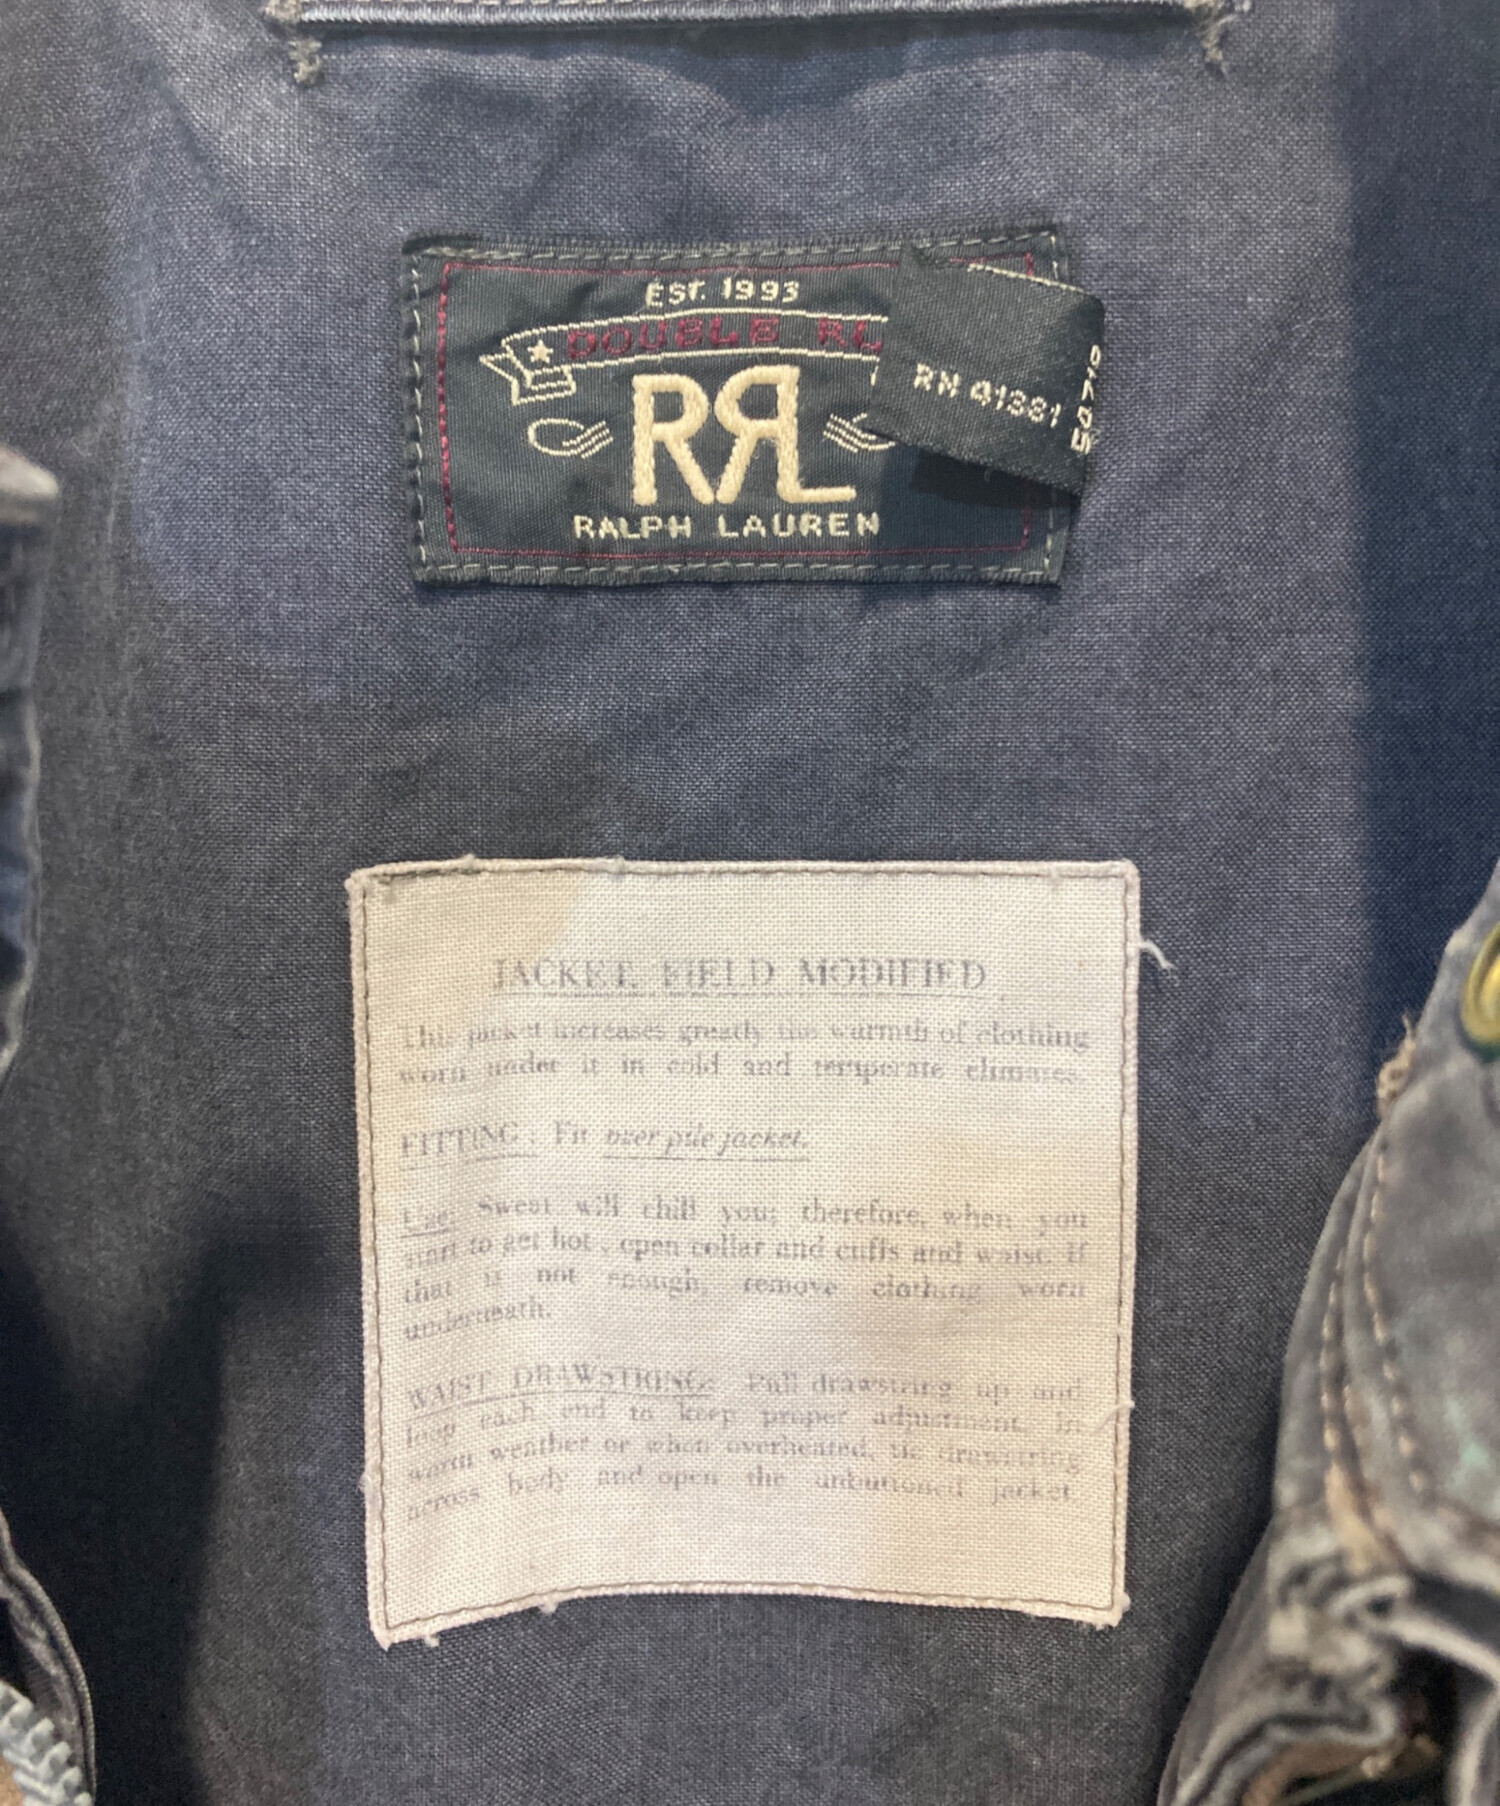 EST. 1993
DOUBLE RL
RRL
RALPH LAUREN
RN 41381
JACKET, FIELD MODIFIED
This jacket increases greatly the warmth of clothing
worn under it in cold and temperate climates.
FITTING : Fit over pile jacket.
Use: Sweat will chill you; therefore, when you
start to get hot, open collar and cuffs and waist. If
that is not enough, remove clothing worn
underneath.
WAIST DRAWSTRING: Pull drawstring up and
loop each end to keep proper adjustment. In
warm weather or when overheated, tie drawstring
across body and open the unbuttoned jacket.